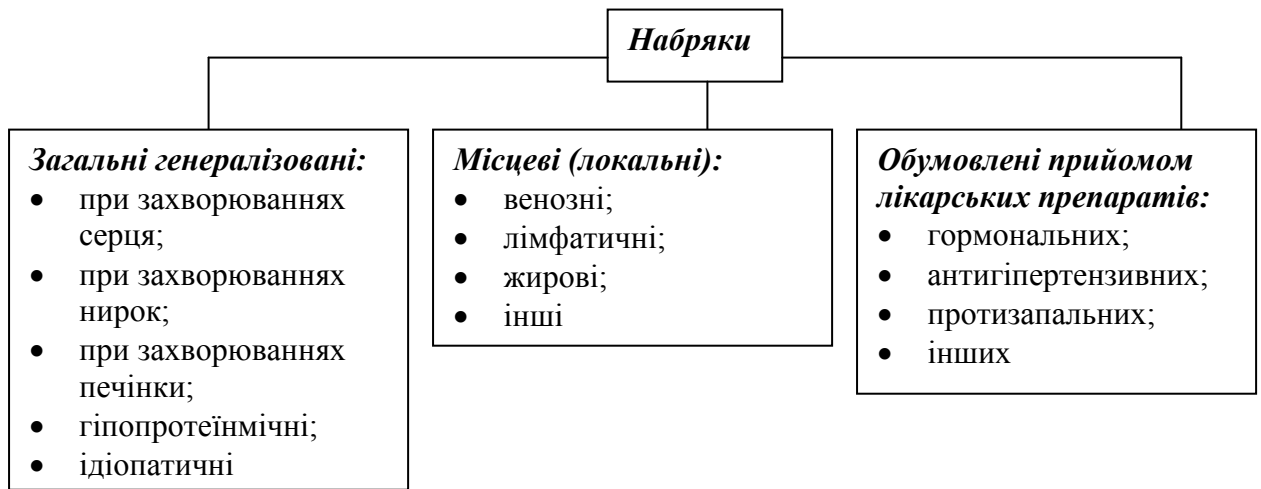 Набряки
Загальні генералізовані:
• при захворюваннях
серця;
• при захворюваннях
нирок;
• при захворюваннях
печінки;
• гіпопротеїнмічні;
• ідіопатичні
Місцеві (локальні):
• венозні;
• лімфатичні;
• жирові;
• інші
Обумовлені прийомом
лікарських препаратів:
• гормональних;
• антигіпертензивних;
• протизапальних;
• інших